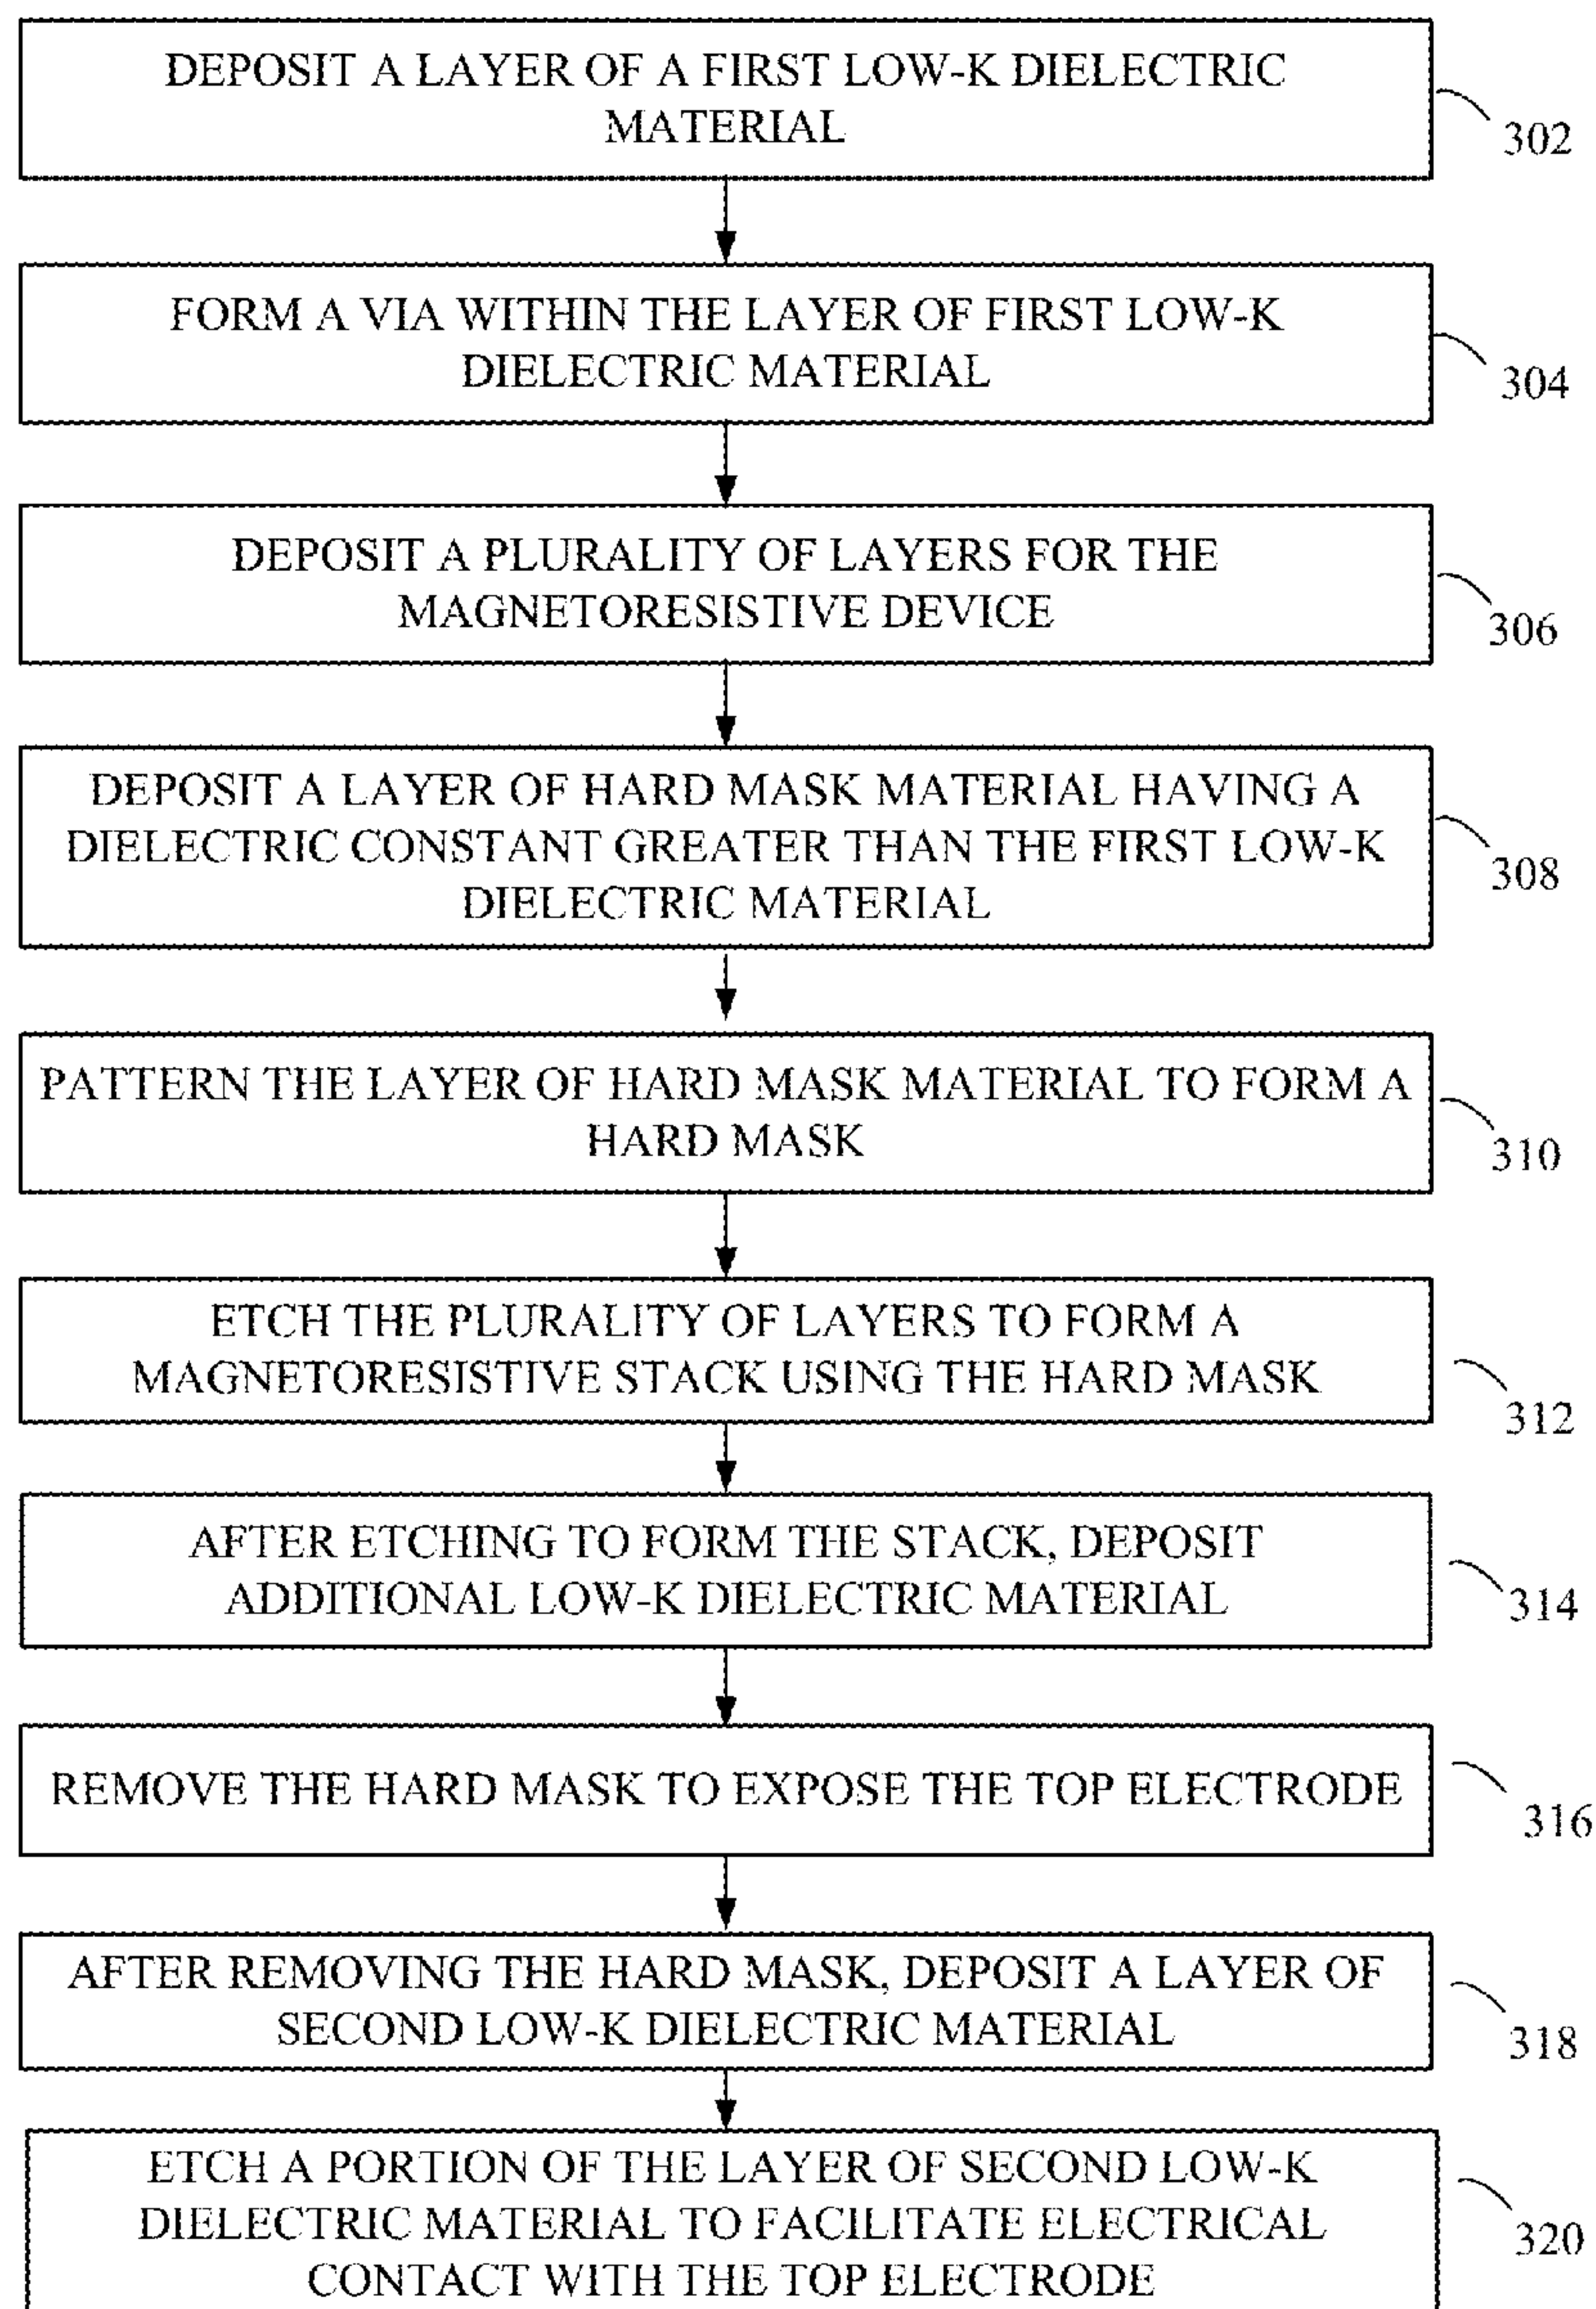 DEPOSIT A LAYER OF A FIRST LOW-K DIELECTRIC
MATERIAL
302
FORM A VIA WITHIN THE LAYER OF FIRST LOW-K
DIELECTRIC MATERIAL
304
DEPOSIT A PLURALITY OF LAYERS FOR THE
MAGNETORESISTIVE DEVICE
306
DEPOSIT A LAYER OF HARD MASK MATERIAL HAVING A
DIELECTRIC CONSTANT GREATER THAN THE FIRST LOW-K
DIELECTRIC MATERIAL
308
PATTERN THE LAYER OF HARD MASK MATERIAL TO FORM A
HARD MASK
310
ETCH THE PLURALITY OF LAYERS TO FORM A
MAGNETORESISTIVE STACK USING THE HARD MASK
312
AFTER ETCHING TO FORM THE STACK, DEPOSIT
ADDITIONAL LOW-K DIELECTRIC MATERIAL
314
REMOVE THE HARD MASK TO EXPOSE THE TOP ELECTRODE
316
AFTER REMOVING THE HARD MASK, DEPOSIT A LAYER OF
SECOND LOW-K DIELECTRIC MATERIAL
318
ETCH A PORTION OF THE LAYER OF SECOND LOW-K
DIELECTRIC MATERIAL TO FACILITATE ELECTRICAL
CONTACT WITH THE TOP ELECTRODE
320